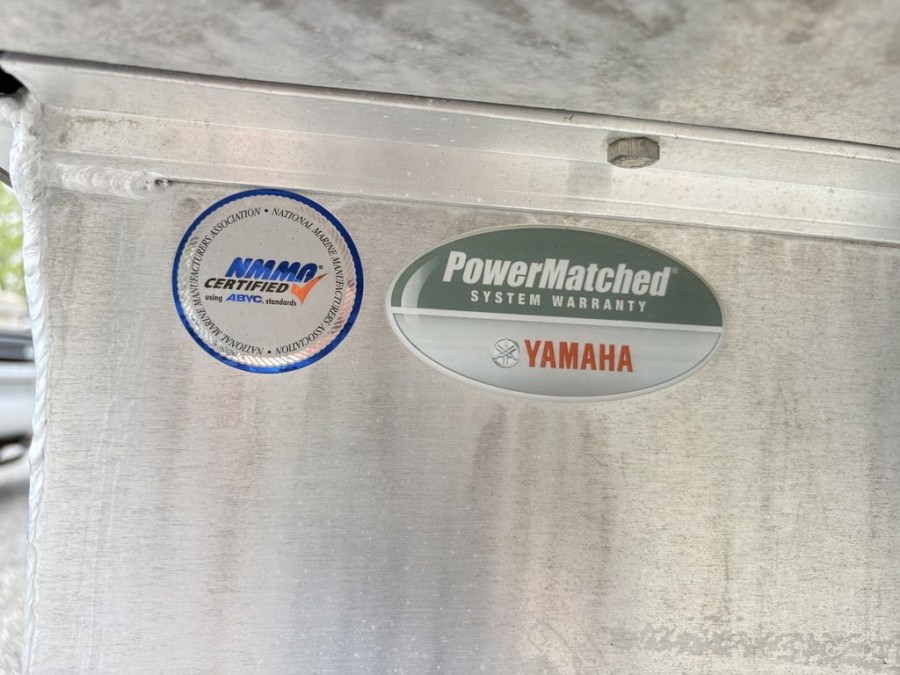 NATIONAL MARINE MANUFACTURERS ASSOCIATION • NATIONAL MARINE MANUFACTURERS ASSOCIATION •
NMMA®
CERTIFIED
using ABYC. standards
PowerMatched®
SYSTEM WARRANTY
YAMAHA